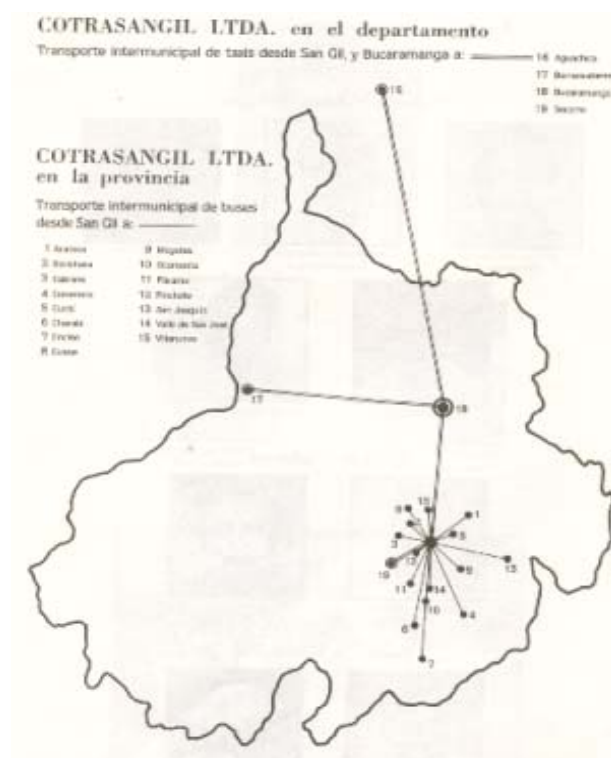 COTRASANGIL LTDA. en el departamento
Transporte intermunicipal de taxis desde San Gil, y Bucaramanga a:
16 Aguachica
17 Barrancabermeja
18 Bucaramanga
19 Socorro
COTRASANGIL LTDA.
en la provincia
Transporte intermunicipal de buses
desde San Gil a:
1 Aratoca
2 Barichara
3 Cabrera
4 Coromoro
5 Curití
6 Charalá
7 Encino
8
9 Mogotes
10 Ocamonte
11 Páramo
12 Pinchote
13 San Joaquín
14 Valle de San José
15 Villanueva
16
17
18
15
8
1
5
3
12
13
9
19
11
14
10
6
4
7